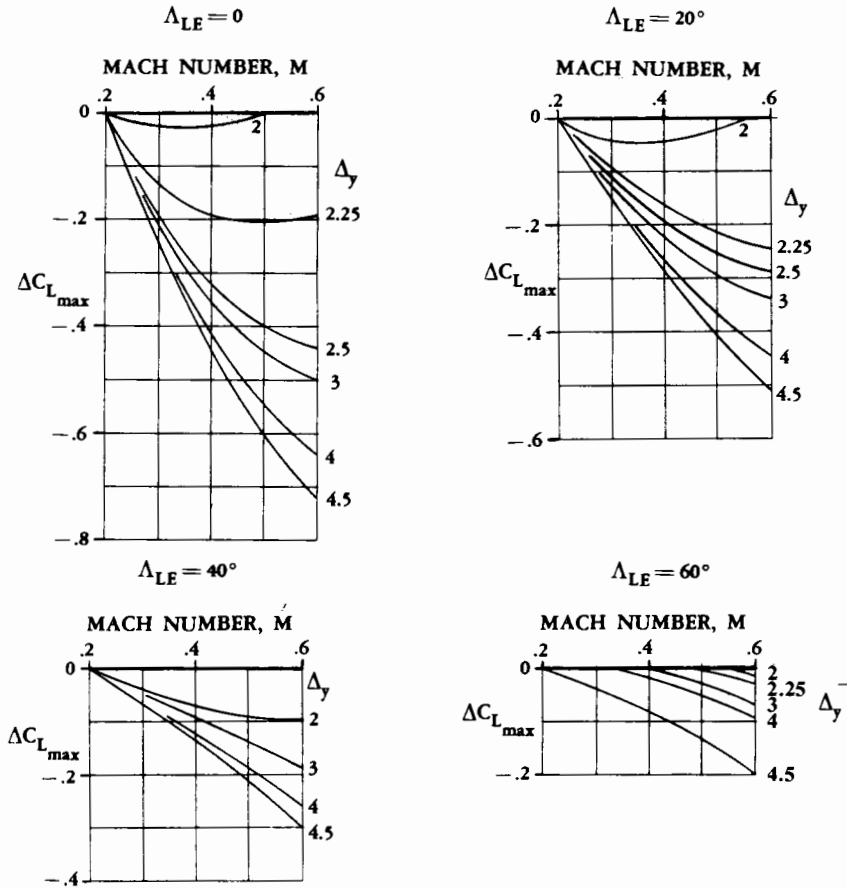 Λ_LE = 0
MACH NUMBER, M
.2 .4 .6
0
2
Δ_y
2.25
−.2
ΔC_L_max
−.4
2.5
3
−.6
4
4.5
−.8
Λ_LE = 20°
MACH NUMBER, M
.2 .4 .6
0
2
Δ_y
−.2
2.25
2.5
ΔC_L_max
3
−.4
4
4.5
−.6
Λ_LE = 40°
MACH NUMBER, M
.2 .4 .6
0
Δ_y
2
ΔC_L_max
3
−.2
4
4.5
−.4
Λ_LE = 60°
MACH NUMBER, M
.2 .4 .6
0
2
2.25
3
ΔC_L_max
Δ_y
4
−.2
4.5